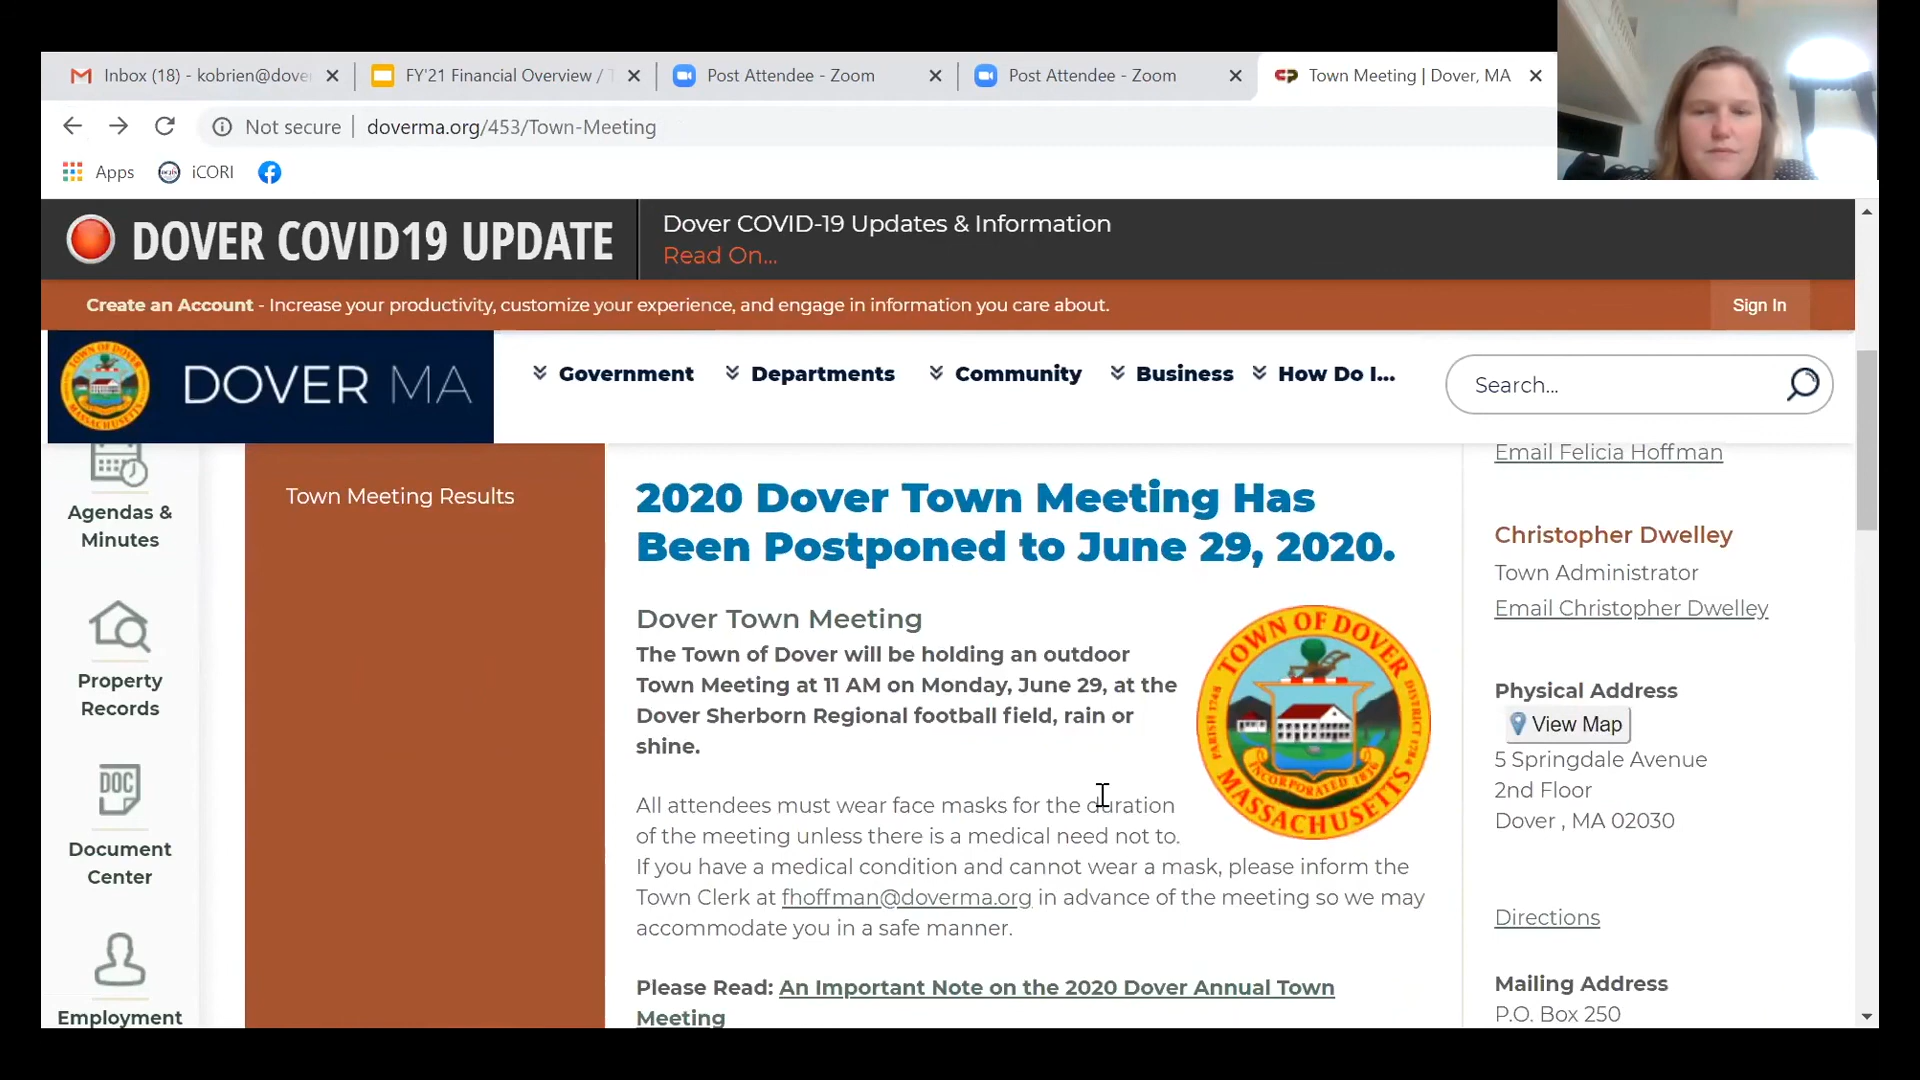 Inbox (18) - kobrien@dove
FY'21 Financial Overview / T
Post Attendee - Zoom
Post Attendee - Zoom
Town Meeting | Dover, MA
Not secure | doverma.org/453/Town-Meeting
Apps
iCORI
DOVER COVID19 UPDATE
Dover COVID-19 Updates & Information
Read On...
Create an Account - Increase your productivity, customize your experience, and engage in information you care about.
Sign In
DOVER MA
Government
Departments
Community
Business
How Do I...
Search...
Agendas &
Minutes
Property
Records
DOC
Document
Center
Employment
Town Meeting Results
2020 Dover Town Meeting Has
Been Postponed to June 29, 2020.
Dover Town Meeting
The Town of Dover will be holding an outdoor
Town Meeting at 11 AM on Monday, June 29, at the
Dover Sherborn Regional football field, rain or
shine.
TOWN OF DOVER
PARISH 1748
DISTRICT 1784
INCORPORATED 1836
MASSACHUSETTS
All attendees must wear face masks for the duration
of the meeting unless there is a medical need not to.
If you have a medical condition and cannot wear a mask, please inform the
Town Clerk at fhoffman@doverma.org in advance of the meeting so we may
accommodate you in a safe manner.
Please Read: An Important Note on the 2020 Dover Annual Town
Meeting
Email Felicia Hoffman
Christopher Dwelley
Town Administrator
Email Christopher Dwelley
Physical Address
View Map
5 Springdale Avenue
2nd Floor
Dover , MA 02030
Directions
Mailing Address
P.O. Box 250